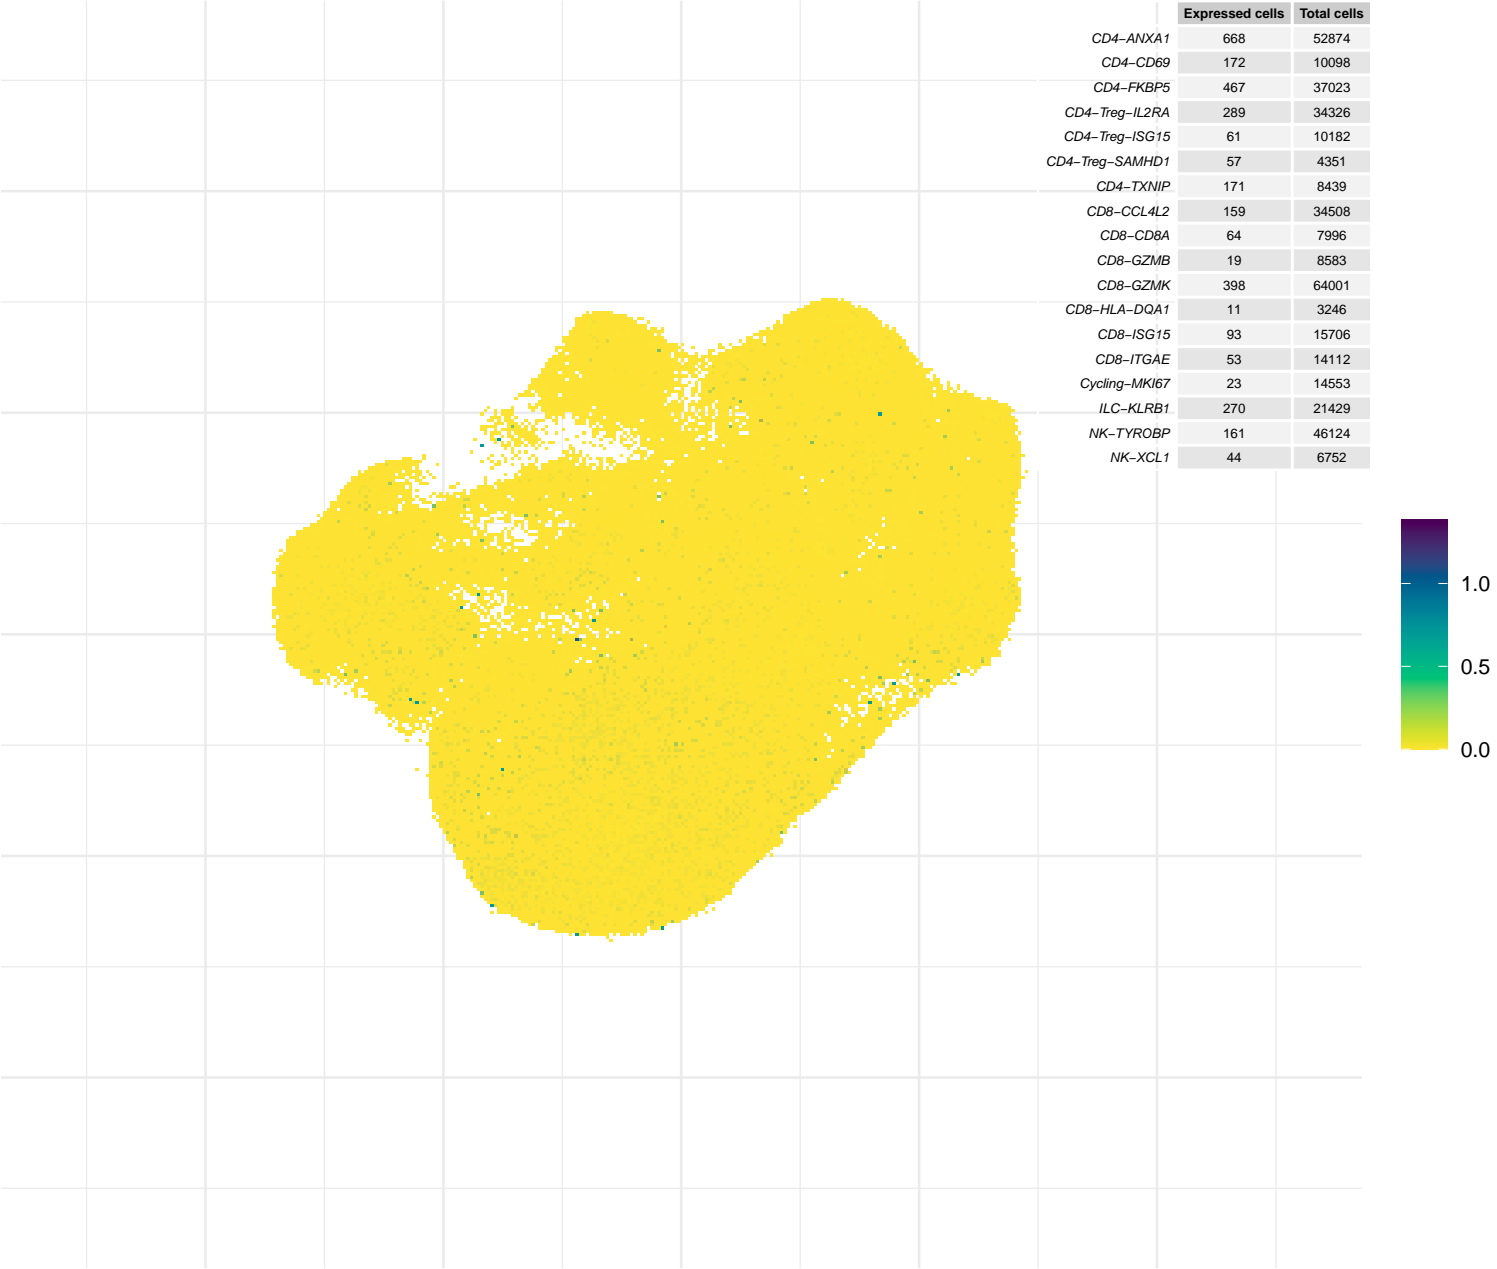 Expressed cells Total cells
CD4−ANXA1 668 52874
CD4−CD69 172 10098
CD4−FKBP5 467 37023
CD4−Treg−IL2RA 289 34326
CD4−Treg−ISG15 61 10182
CD4−Treg−SAMHD1 57 4351
CD4−TXNIP 171 8439
CD8−CCL4L2 159 34508
CD8−CD8A 64 7996
CD8−GZMB 19 8583
CD8−GZMK 398 64001
CD8−HLA−DQA1 11 3246
CD8−ISG15 93 15706
CD8−ITGAE 53 14112
Cycling−MKI67 23 14553
ILC−KLRB1 270 21429
NK−TYROBP 161 46124
NK−XCL1 44 6752
1.0
0.5
0.0